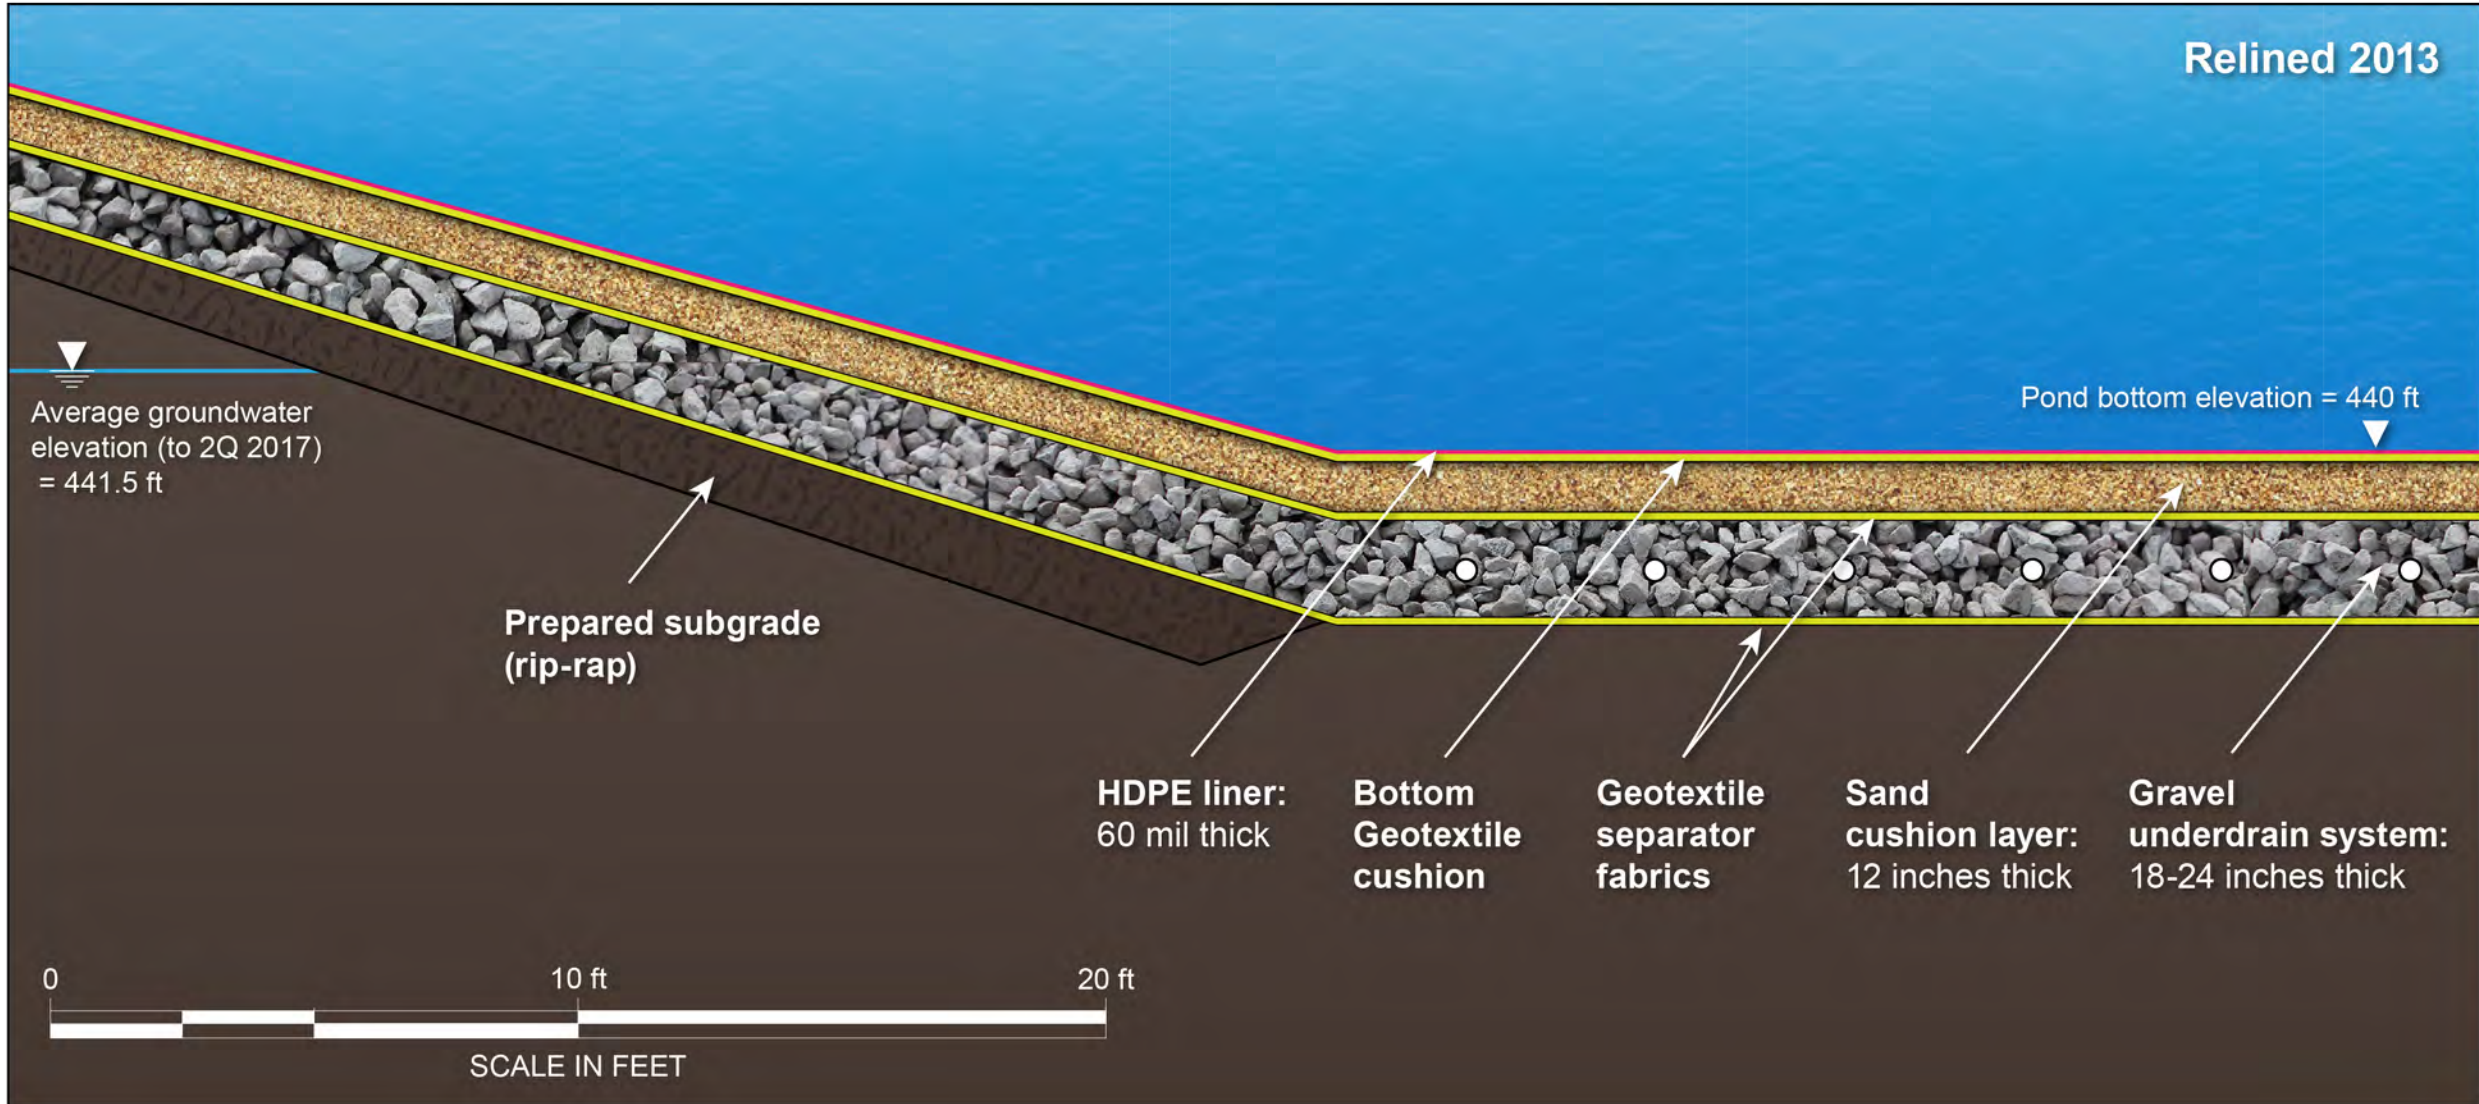 Relined 2013
Pond bottom elevation = 440 ft
Average groundwater
elevation (to 2Q 2017)
= 441.5 ft
Prepared subgrade
(rip-rap)
HDPE liner:
60 mil thick
Bottom
Geotextile
cushion
Geotextile
separator
fabrics
Sand
cushion layer:
12 inches thick
Gravel
underdrain system:
18-24 inches thick
0
10 ft
20 ft
SCALE IN FEET